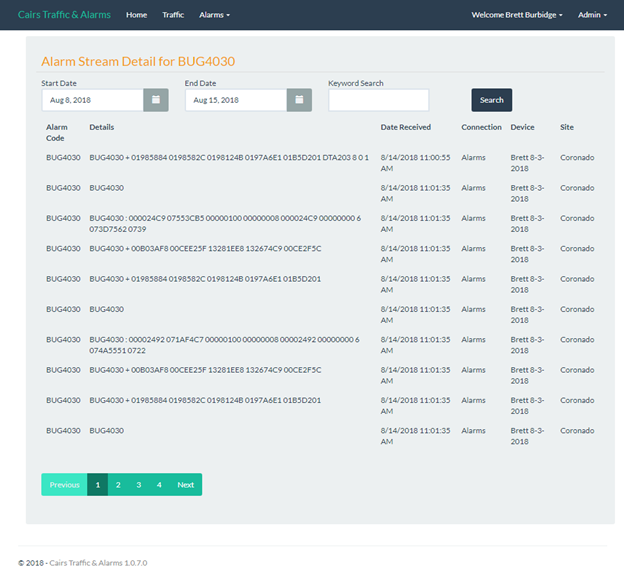 Cairs Traffic & Alarms Home Traffic Alarms Welcome Brett Burbidge Admin
Alarm Stream Detail for BUG4030
Start Date End Date Keyword Search
Aug 8, 2018 Aug 15, 2018 Search
Alarm Code Details Date Received Connection Device Site
BUG4030 BUG4030 + 01985884 0198582C 0198124B 0197A6E1 01B5D201 DTA203 8 0 1 8/14/2018 11:00:55 AM Alarms Brett 8-3-2018 Coronado
BUG4030 BUG4030 8/14/2018 11:01:35 AM Alarms Brett 8-3-2018 Coronado
BUG4030 BUG4030 : 000024C9 07553CB5 00000100 00000008 000024C9 00000000 6 073D7562 0739 8/14/2018 11:01:35 AM Alarms Brett 8-3-2018 Coronado
BUG4030 BUG4030 + 00B03AF8 00CEE25F 13281EE8 132674C9 00CE2F5C 8/14/2018 11:01:35 AM Alarms Brett 8-3-2018 Coronado
BUG4030 BUG4030 + 01985884 0198582C 0198124B 0197A6E1 01B5D201 8/14/2018 11:01:35 AM Alarms Brett 8-3-2018 Coronado
BUG4030 BUG4030 8/14/2018 11:01:35 AM Alarms Brett 8-3-2018 Coronado
BUG4030 BUG4030 : 00002492 071AF4C7 00000100 00000008 00002492 00000000 6 074A5551 0722 8/14/2018 11:01:35 AM Alarms Brett 8-3-2018 Coronado
BUG4030 BUG4030 + 00B03AF8 00CEE25F 13281EE8 132674C9 00CE2F5C 8/14/2018 11:01:35 AM Alarms Brett 8-3-2018 Coronado
BUG4030 BUG4030 + 01985884 0198582C 0198124B 0197A6E1 01B5D201 8/14/2018 11:01:35 AM Alarms Brett 8-3-2018 Coronado
BUG4030 BUG4030 8/14/2018 11:01:35 AM Alarms Brett 8-3-2018 Coronado
Previous 1 2 3 4 Next
© 2018 - Cairs Traffic & Alarms 1.0.7.0